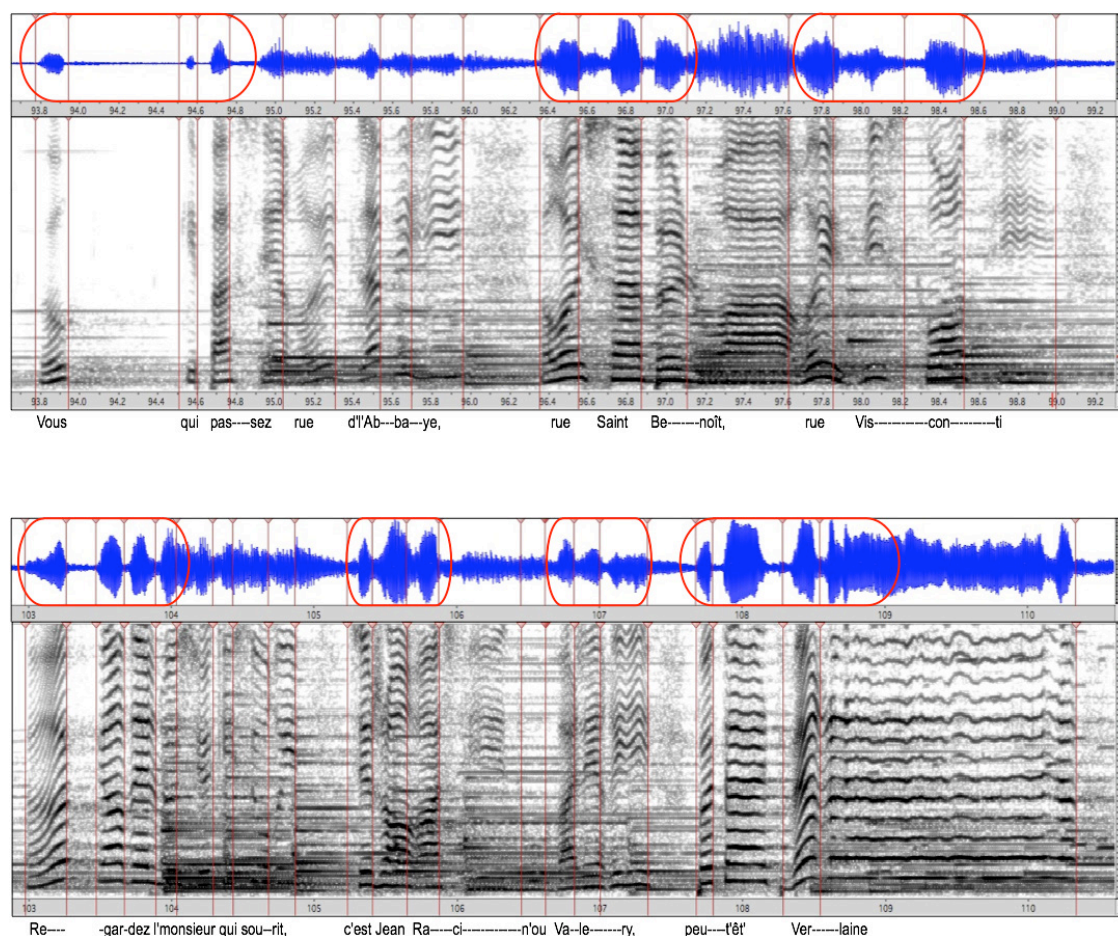 93.8 94.0 94.2 94.4 94.6 94.8 95.0 95.2 95.4 95.6 95.8 96.0 96.2 96.4 96.6 96.8 97.0 97.2 97.4 97.6 97.8 98.0 98.2 98.4 98.6 98.8 99.0 99.2
93.8 94.0 94.2 94.4 94.6 94.8 95.0 95.2 95.4 95.6 95.8 96.0 96.2 96.4 96.6 96.8 97.0 97.2 97.4 97.6 97.8 98.0 98.2 98.4 98.6 98.8 99.0 99.2
Vous qui pas----sez rue d'l'Ab---ba---ye, rue Saint Be-------noît, rue Vis------------con----------ti
103 104 105 106 107 108 109 110
103 104 105 106 107 108 109 110
Re---- -gar-dez l'monsieur qui sou--rit, c'est Jean Ra----ci-----------n'ou Va--le-------ry, peu----t'êt' Ver-------laine